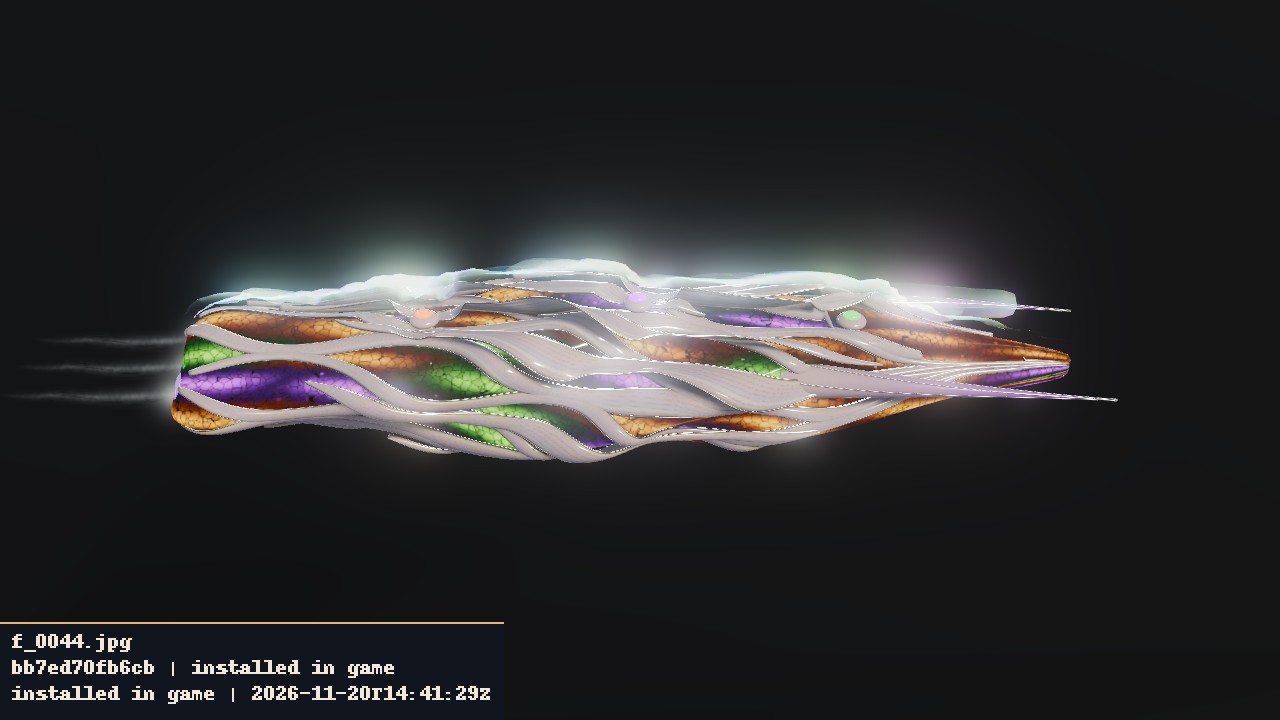 f_0044.jpg
bb7ed70fb6cb | installed in game
installed in game | 2026-11-20T14:41:29Z